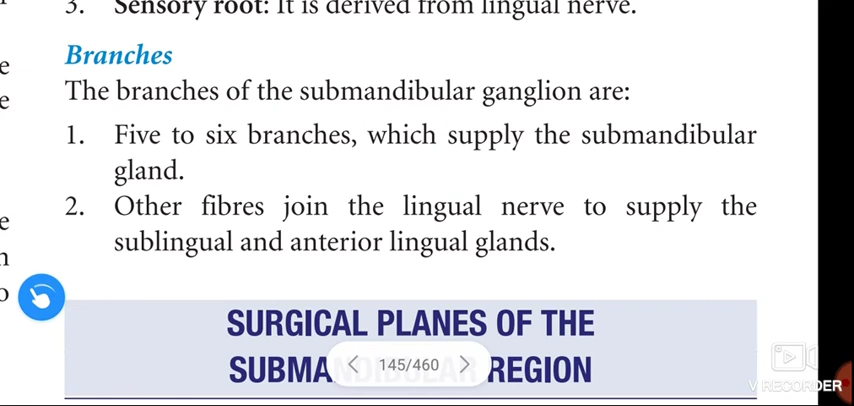 3. Sensory root: It is derived from lingual nerve.
Branches
e
The branches of the submandibular ganglion are:
e
1. Five to six branches, which supply the submandibular
gland.
2. Other fibres join the lingual nerve to supply the
e
sublingual and anterior lingual glands.
n
o
SURGICAL PLANES OF THE
REGION
145/460
V RECORDER